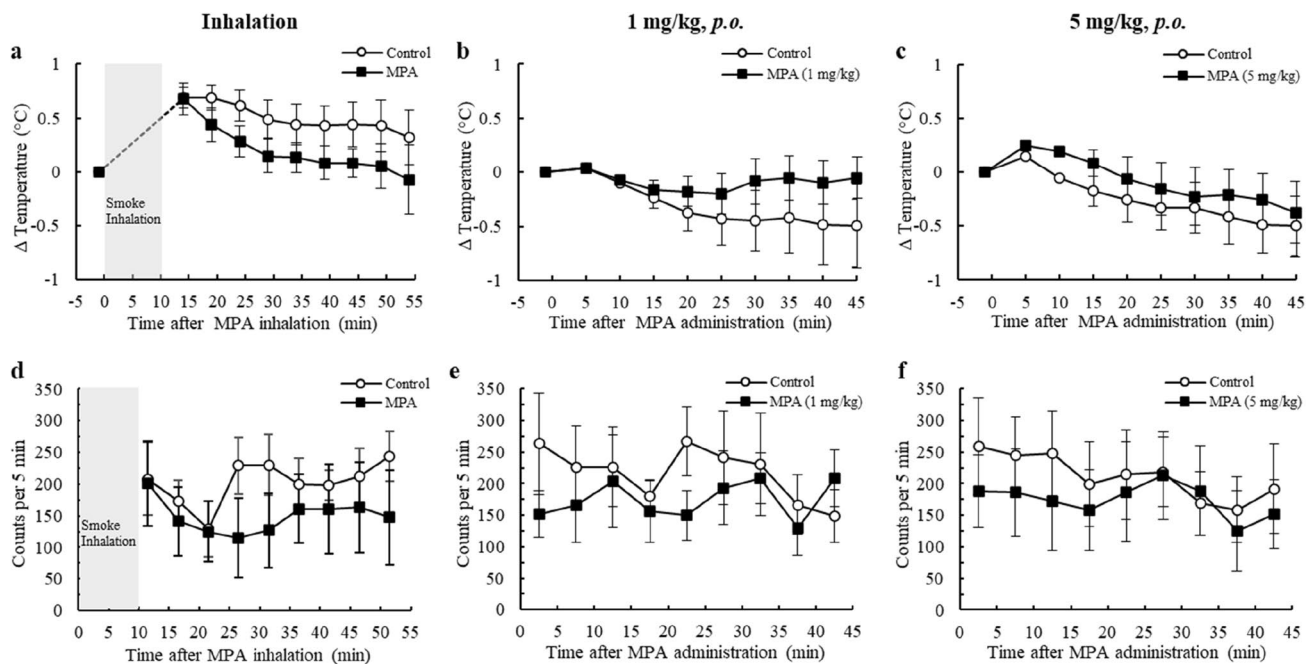 Inhalation
1 mg/kg, p.o.
5 mg/kg, p.o.
a
Control
MPA
Δ Temperature (°C)
1
0.5
0
-0.5
-1
Smoke
Inhalation
-5 0 5 10 15 20 25 30 35 40 45 50 55
Time after MPA inhalation (min)
b
Control
MPA (1 mg/kg)
Δ Temperature (°C)
1
0.5
0
-0.5
-1
-5 0 5 10 15 20 25 30 35 40 45
Time after MPA administration (min)
c
Control
MPA (5 mg/kg)
Δ Temperature (°C)
1
0.5
0
-0.5
-1
-5 0 5 10 15 20 25 30 35 40 45
Time after MPA administration (min)
d
Control
MPA
Counts per 5 min
350
300
250
200
150
100
50
0
Smoke
Inhalation
0 5 10 15 20 25 30 35 40 45 50 55
Time after MPA inhalation (min)
e
Control
MPA (1 mg/kg)
Counts per 5 min
350
300
250
200
150
100
50
0
0 5 10 15 20 25 30 35 40 45
Time after MPA administration (min)
f
Control
MPA (5 mg/kg)
Counts per 5 min
350
300
250
200
150
100
50
0
0 5 10 15 20 25 30 35 40 45
Time after MPA administration (min)